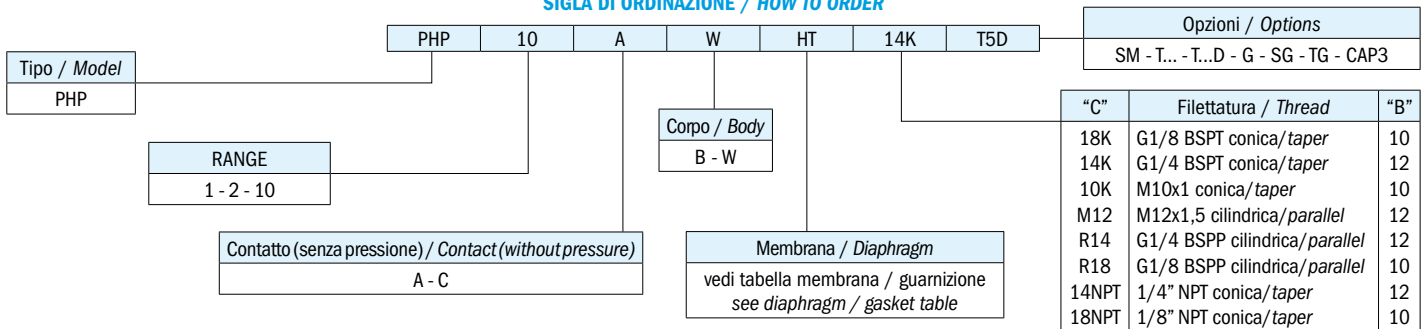 SIGLA DI ORDINAZIONE / HOW TO ORDER
PHP 10 A W HT 14K T5D
Opzioni / Options
SM - T... - T...D - G - SG - TG - CAP3
Tipo / Model
PHP
RANGE
1 - 2 - 10
Contatto (senza pressione) / Contact (without pressure)
A - C
Corpo / Body
B - W
Membrana / Diaphragm
vedi tabella membrana / guarnizione
see diaphragm / gasket table
“C” Filettatura / Thread “B”
18K G1/8 BSPT conica/taper 10
14K G1/4 BSPT conica/taper 12
10K M10x1 conica/taper 10
M12 M12x1,5 cilindrica/parallel 12
R14 G1/4 BSPP cilindrica/parallel 12
R18 G1/8 BSPP cilindrica/parallel 10
14NPT 1/4” NPT conica/taper 12
18NPT 1/8” NPT conica/taper 10